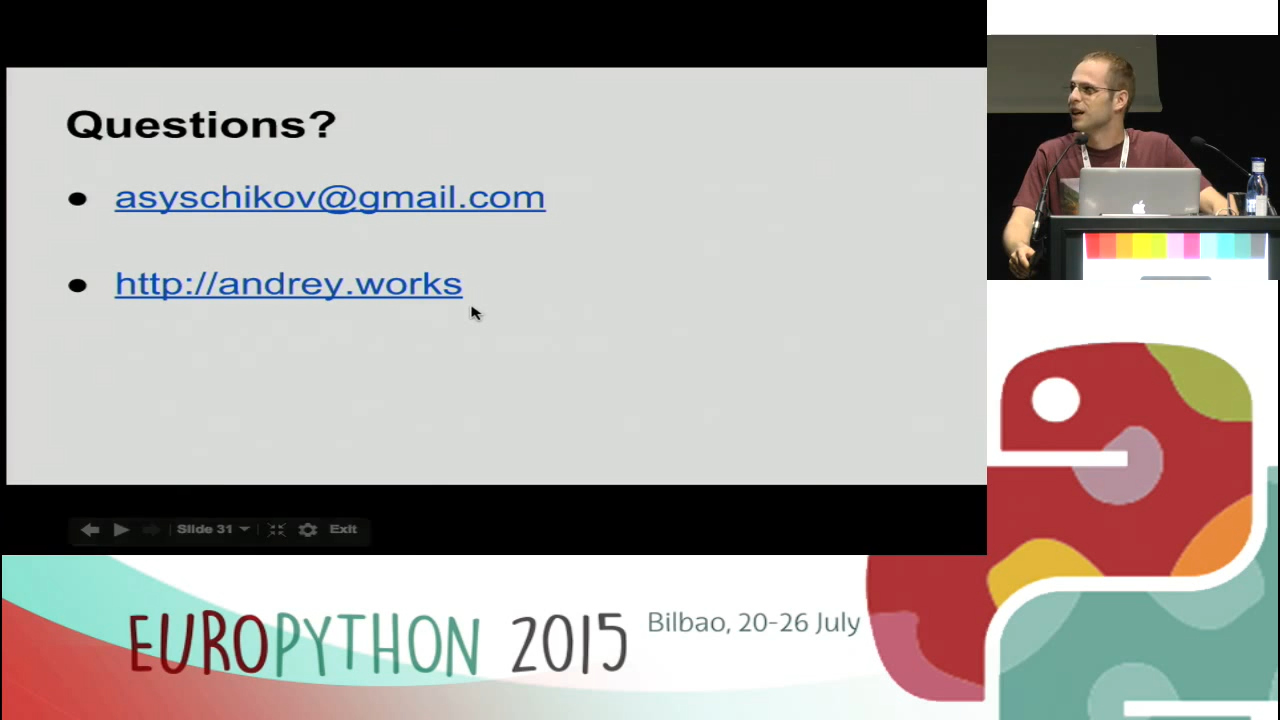 Questions?
● asyschikov@gmail.com
● http://andrey.works
Slide 31
Exit
EUROPYTHON 2015
Bilbao, 20-26 July